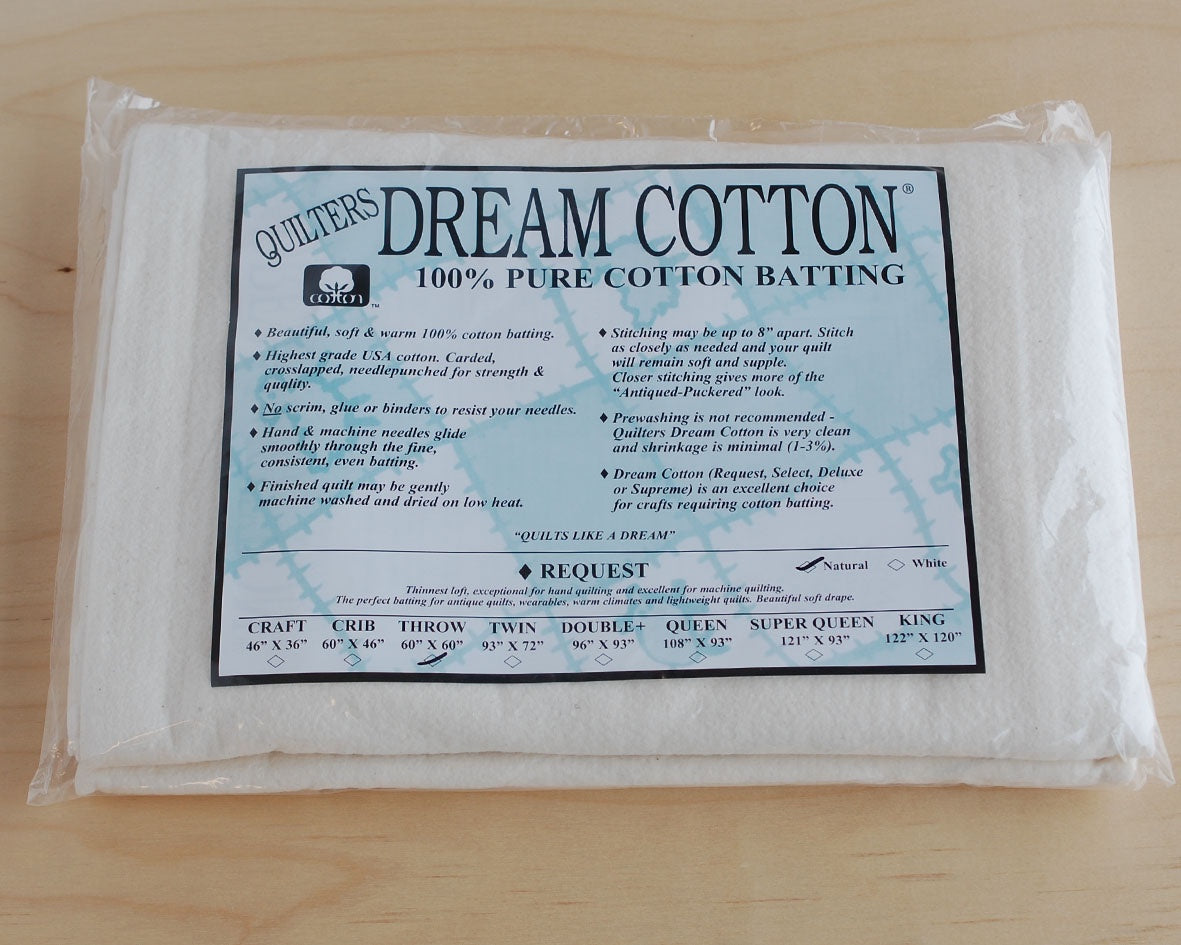 QUILTERS DREAM COTTON®
100% PURE COTTON BATTING
cotton™
♦ Beautiful, soft & warm 100% cotton batting.
♦ Highest grade USA cotton. Carded,
crosslapped, needlepunched for strength &
quqlity.
♦ No scrim, glue or binders to resist your needles.
♦ Hand & machine needles glide
smoothly through the fine,
consistent, even batting.
♦ Finished quilt may be gently
machine washed and dried on low heat.
♦ Stitching may be up to 8” apart. Stitch
as closely as needed and your quilt
will remain soft and supple.
Closer stitching gives more of the
“Antiqued-Puckered” look.
♦ Prewashing is not recommended -
Quilters Dream Cotton is very clean
and shrinkage is minimal (1-3%).
♦ Dream Cotton (Request, Select, Deluxe
or Supreme) is an excellent choice
for crafts requiring cotton batting.
“QUILTS LIKE A DREAM”
♦ REQUEST
Natural White
Thinnest loft, exceptional for hand quilting and excellent for machine quilting.
The perfect batting for antique quilts, wearables, warm climates and lightweight quilts. Beautiful soft drape.
CRAFT CRIB THROW TWIN DOUBLE+ QUEEN SUPER QUEEN KING
46” X 36” 60” X 46” 60” X 60” 93” X 72” 96” X 93” 108” X 93” 121” X 93” 122” X 120”